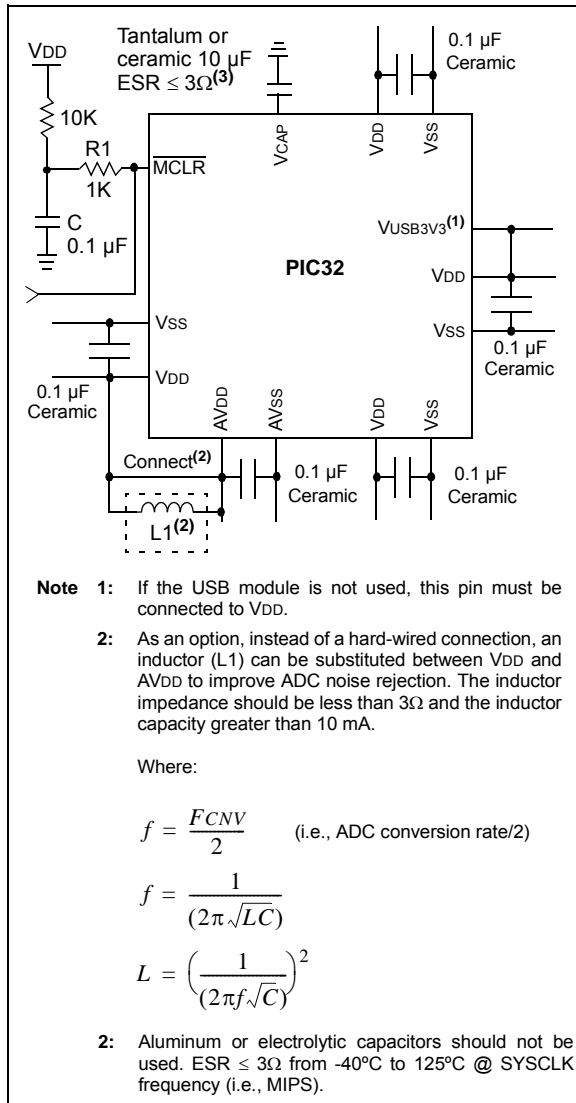 VDD
Tantalum or
ceramic 10 µF
ESR ≤ 3Ω(3)
0.1 µF
Ceramic
10K
R1
1K
MCLR
VCAP
VDD
VSS
C
0.1 µF
VUSB3V3(1)
PIC32
VDD
VSS
VSS
VDD
0.1 µF
Ceramic
0.1 µF
Ceramic
AVDD
AVSS
VDD
VSS
Connect(2)
0.1 µF
Ceramic
0.1 µF
Ceramic
L1(2)
Note 1: If the USB module is not used, this pin must be
connected to VDD.
2: As an option, instead of a hard-wired connection, an
inductor (L1) can be substituted between VDD and
AVDD to improve ADC noise rejection. The inductor
impedance should be less than 3Ω and the inductor
capacity greater than 10 mA.
Where:
f = FCNV / 2 (i.e., ADC conversion rate/2)
f = 1 / (2π√LC)
L = (1 / (2πf√C))²
2: Aluminum or electrolytic capacitors should not be
used. ESR ≤ 3Ω from -40ºC to 125ºC @ SYSCLK
frequency (i.e., MIPS).